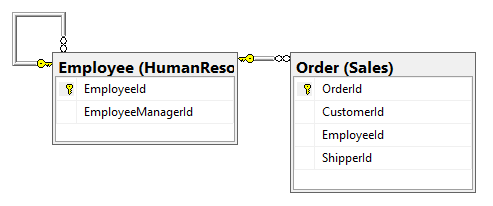 Employee (HumanReso
EmployeeId
EmployeeManagerId
Order (Sales)
OrderId
CustomerId
EmployeeId
ShipperId